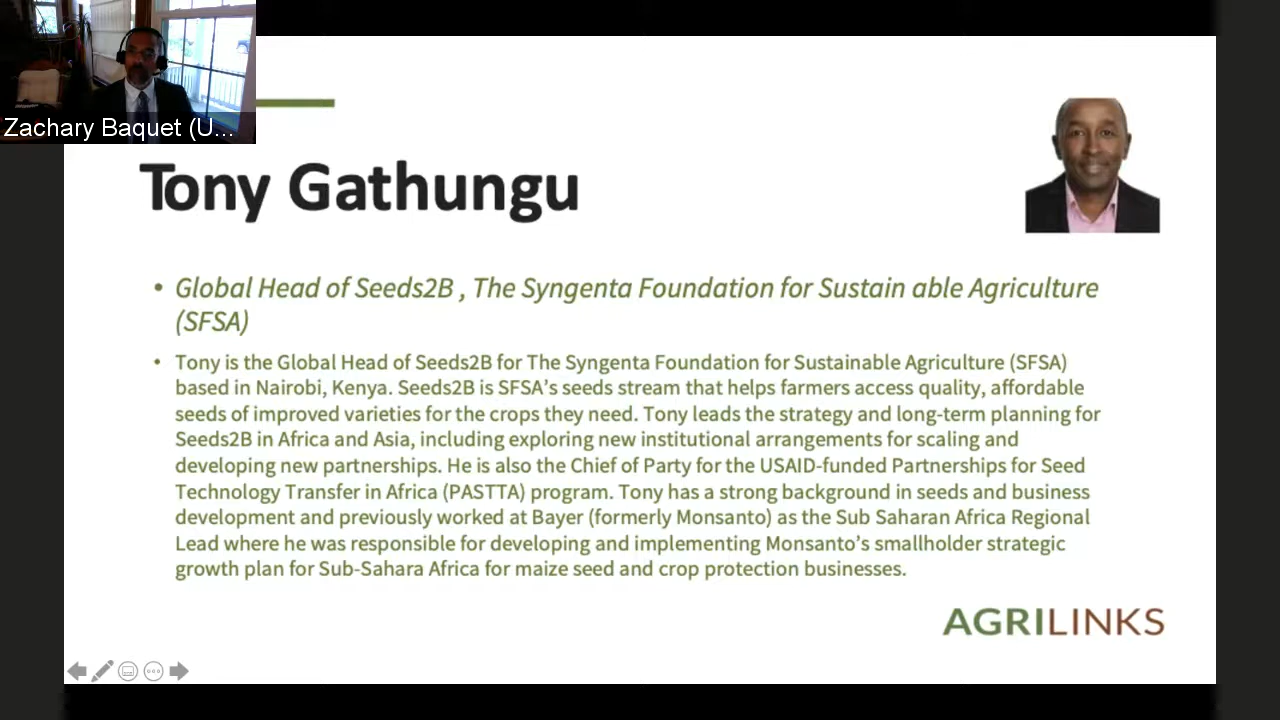 Zachary Baquet (U...
Tony Gathungu
• Global Head of Seeds2B , The Syngenta Foundation for Sustain able Agriculture
(SFSA)
• Tony is the Global Head of Seeds2B for The Syngenta Foundation for Sustainable Agriculture (SFSA)
based in Nairobi, Kenya. Seeds2B is SFSA’s seeds stream that helps farmers access quality, affordable
seeds of improved varieties for the crops they need. Tony leads the strategy and long-term planning for
Seeds2B in Africa and Asia, including exploring new institutional arrangements for scaling and
developing new partnerships. He is also the Chief of Party for the USAID-funded Partnerships for Seed
Technology Transfer in Africa (PASTTA) program. Tony has a strong background in seeds and business
development and previously worked at Bayer (formerly Monsanto) as the Sub Saharan Africa Regional
Lead where he was responsible for developing and implementing Monsanto’s smallholder strategic
growth plan for Sub-Sahara Africa for maize seed and crop protection businesses.
AGRILINKS